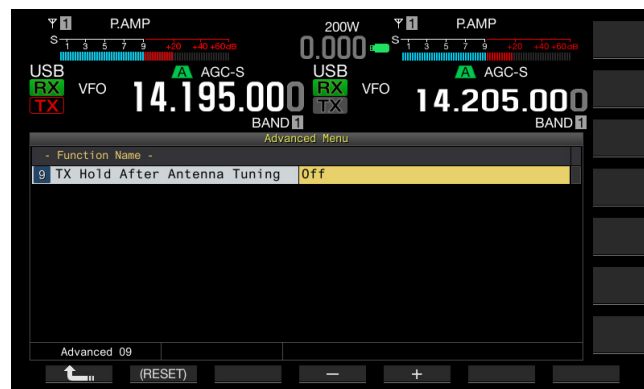 1 P.AMP 200W 1 P.AMP
S 1 3 5 7 9 +20 +40 +60dB 0.000 S 1 3 5 7 9 +20 +40 +60dB
USB A AGC-S USB A AGC-S
RX VFO 14.195.000 RX VFO 14.205.000
TX TX
BAND 1 BAND 1
Advanced Menu
- Function Name -
9 TX Hold After Antenna Tuning Off
Advanced 09
(RESET) − +